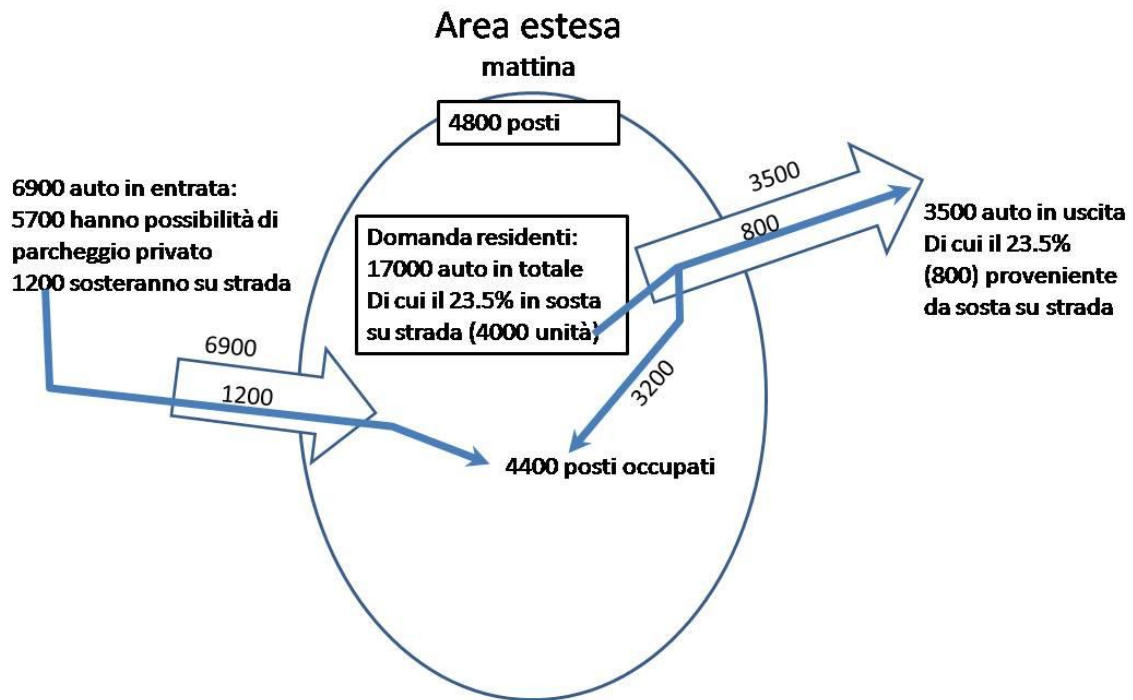 Area estesa
mattina
4800 posti
6900 auto in entrata:
5700 hanno possibilità di
parcheggio privato
1200 sosteranno su strada
6900
1200
Domanda residenti:
17000 auto in totale
Di cui il 23.5% in sosta
su strada (4000 unità)
3500
800
3200
3500 auto in uscita
Di cui il 23.5%
(800) proveniente
da sosta su strada
4400 posti occupati